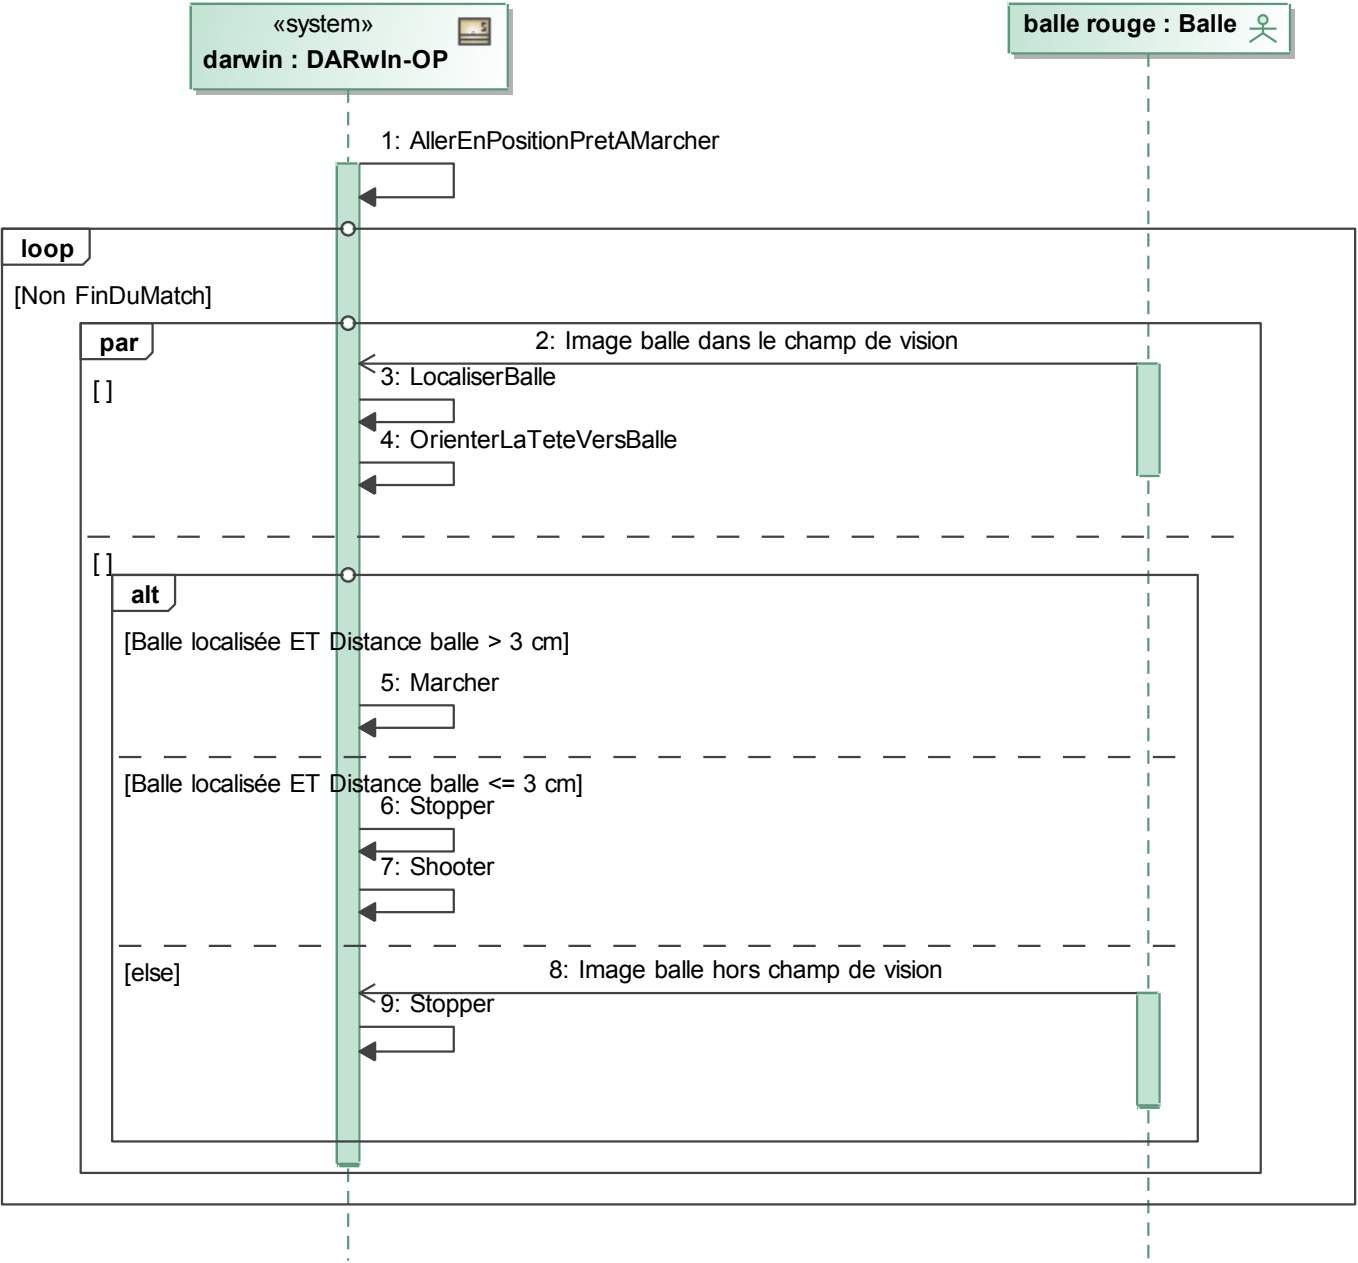 «system»
darwin : DARwIn-OP
balle rouge : Balle
1: AllerEnPositionPretAMarcher
loop
[Non FinDuMatch]
par
2: Image balle dans le champ de vision
[ ]
3: LocaliserBalle
4: OrienterLaTeteVersBalle
[ ]
alt
[Balle localisée ET Distance balle > 3 cm]
5: Marcher
[Balle localisée ET Distance balle <= 3 cm]
6: Stopper
7: Shooter
[else]
8: Image balle hors champ de vision
9: Stopper